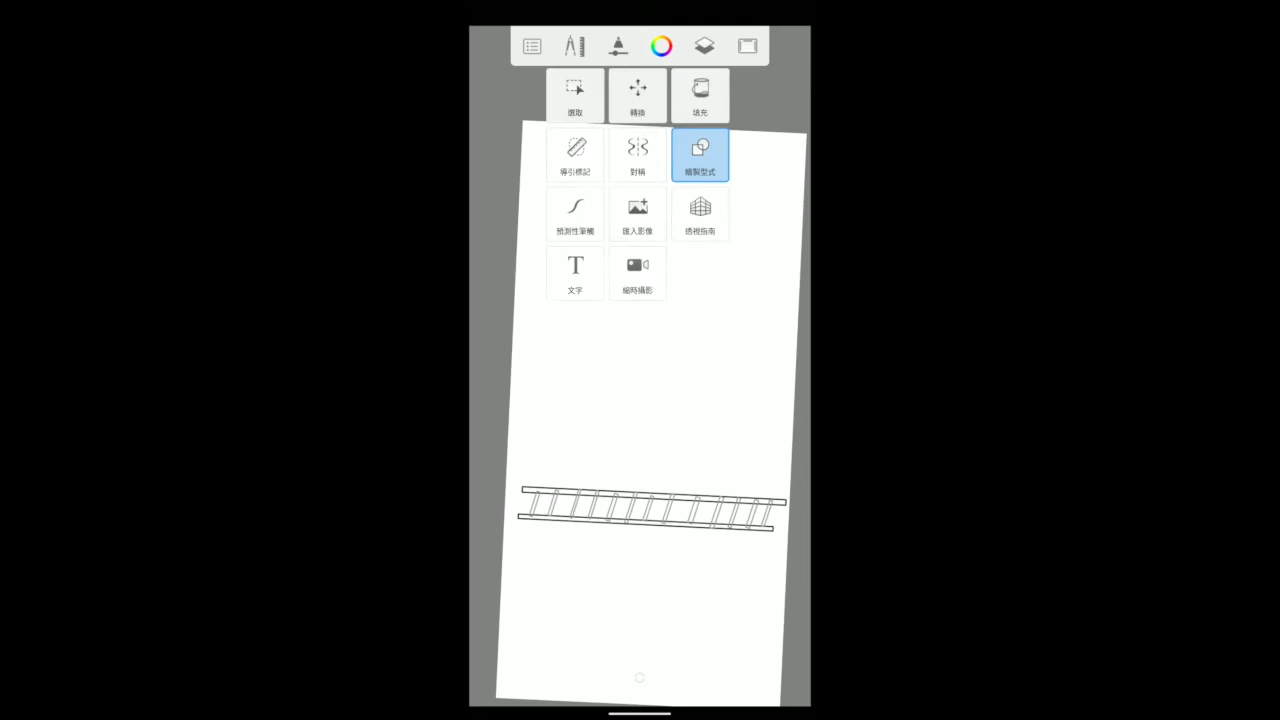 選取
轉換
填充
導引標記
對稱
繪製型式
預測性筆觸
匯入影像
透視指南
文字
縮時攝影